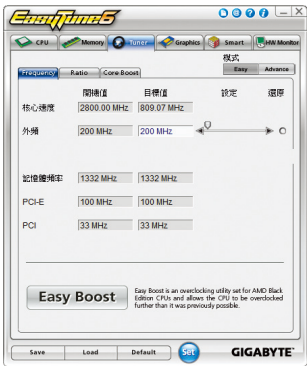 EasyTune6
CPU Memory Tuner Graphics Smart HW Monitor
模式
Easy Advance
Frequency Ratio Core Boost
開機值 目標值 設定 還原
核心速度 2800.00 MHz 809.07 MHz
外頻 200 MHz 200 MHz
記憶體頻率 1332 MHz 1332 MHz
PCI-E 100 MHz 100 MHz
PCI 33 MHz 33 MHz
Easy Boost
Easy Boost is an overclocking utility set for AMD Black
Edition CPUs and allows the CPU to be overclocked
further than it was previously possible.
Save Load Default Set GIGABYTE